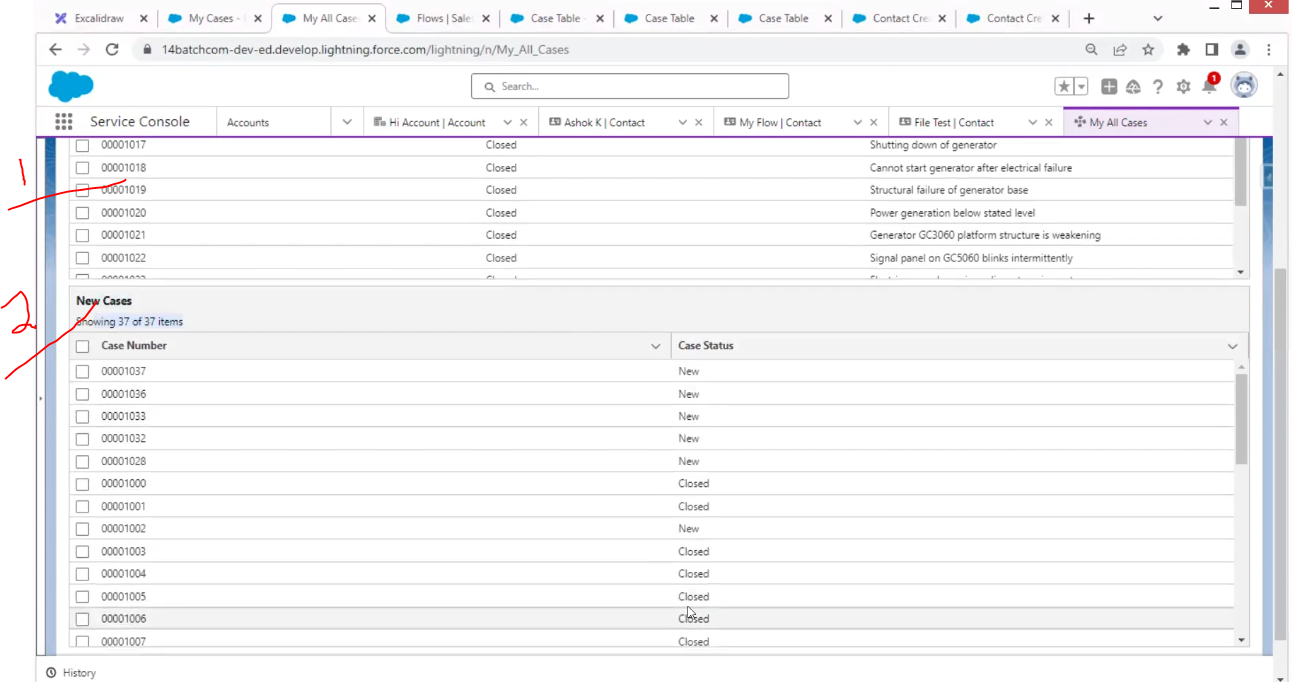 Excalidraw
My Cases -
My All Case
Flows | Sale
Case Table -
Case Table
Case Table
Contact Cre
Contact Cre
14batchcom-dev-ed.develop.lightning.force.com/lightning/n/My_All_Cases
Search...
1
Service Console
Accounts
Hi Account | Account
Ashok K | Contact
My Flow | Contact
File Test | Contact
My All Cases
00001017 Closed Shutting down of generator
1
00001018 Closed Cannot start generator after electrical failure
00001019 Closed Structural failure of generator base
00001020 Closed Power generation below stated level
00001021 Closed Generator GC3060 platform structure is weakening
00001022 Closed Signal panel on GC5060 blinks intermittently
2
New Cases
Showing 37 of 37 items
Case Number Case Status
00001037 New
00001036 New
00001033 New
00001032 New
00001028 New
00001000 Closed
00001001 Closed
00001002 New
00001003 Closed
00001004 Closed
00001005 Closed
00001006 Closed
00001007 Closed
History